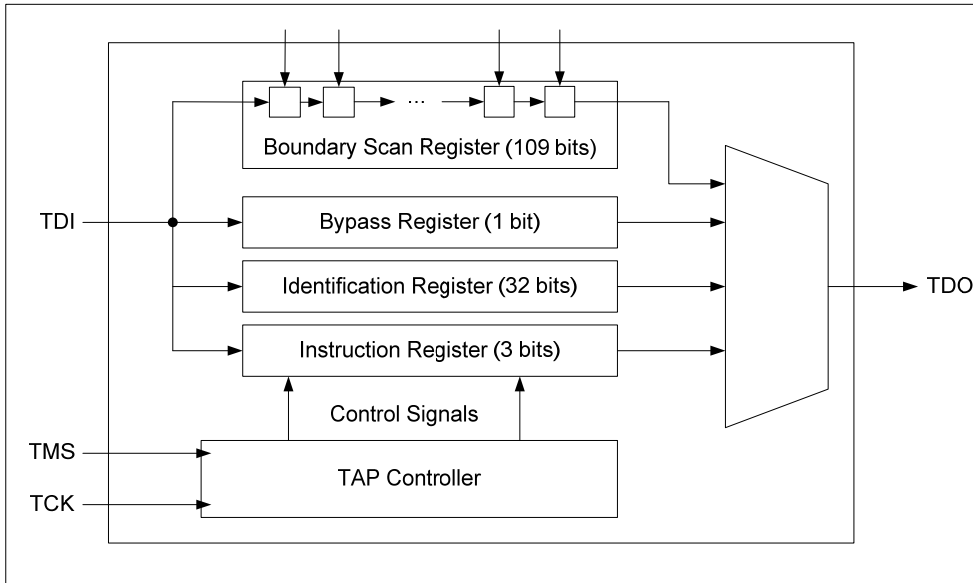 ...
Boundary Scan Register (109 bits)
TDI
Bypass Register (1 bit)
Identification Register (32 bits)
TDO
Instruction Register (3 bits)
Control Signals
TMS
TAP Controller
TCK